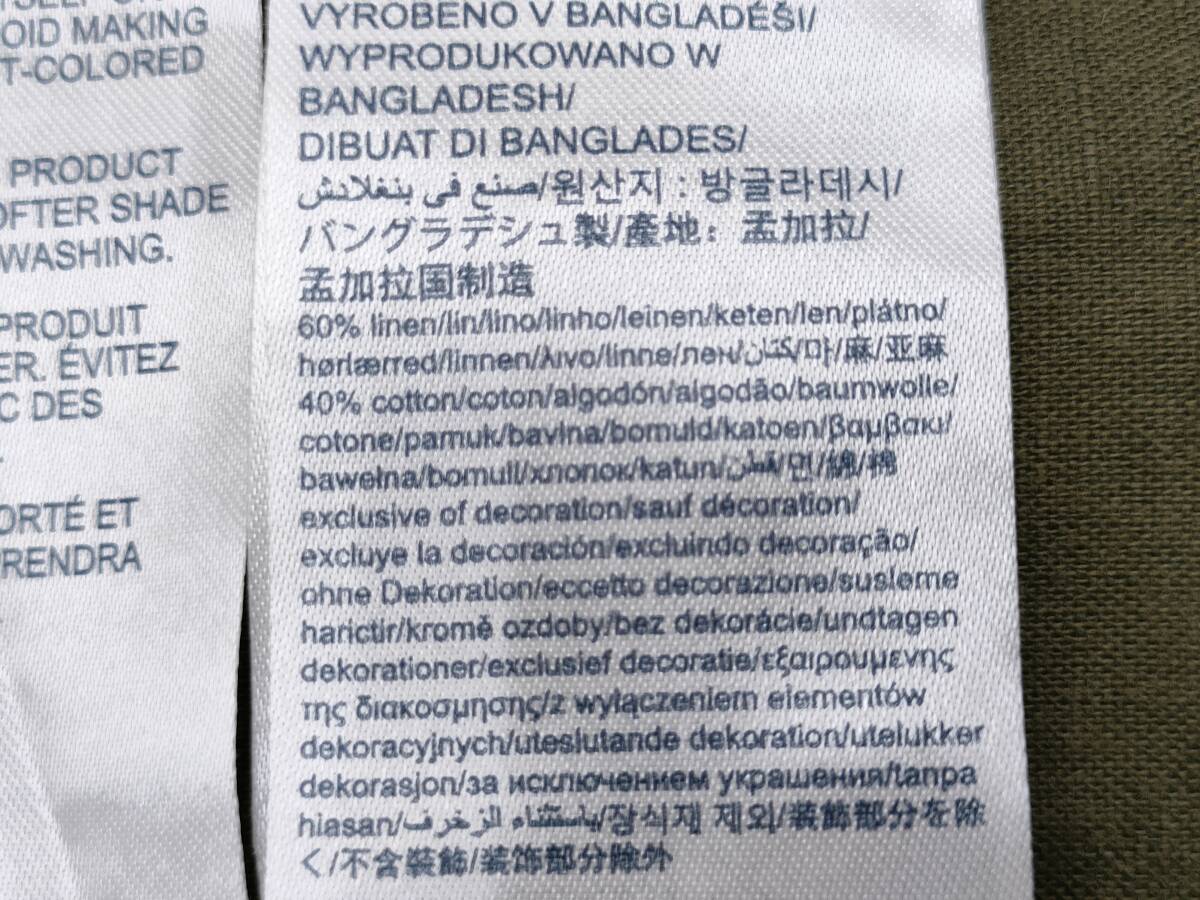 OID MAKING
T-COLORED
PRODUCT
OFTER SHADE
WASHING.
PRODUIT
ER. ÉVITEZ
C DES
ORTÉ ET
RENDRA
VYROBENO V BANGLADÉŠI/
WYPRODUKOWANO W
BANGLADESH/
DIBUAT DI BANGLADES/
صنع في بنغلادش/원산지 : 방글라데시/
バングラデシュ製/產地：孟加拉/
孟加拉国制造
60% linen/lin/lino/linho/leinen/keten/len/plátno/
hørlærred/linnen/λινο/linne/лен/كتان/마/麻/亚麻
40% cotton/coton/algodón/algodão/baumwolle/
cotone/pamuk/bavlna/bomuld/katoen/βαμβακι/
bawełna/bomull/хлопок/katun/قطن/면/綿/棉
exclusive of decoration/sauf décoration/
excluye la decoración/excluindo decoração/
ohne Dekoration/eccetto decorazione/susleme
harictir/kromě ozdoby/bez dekorácie/undtagen
dekorationer/exclusief decoratie/εξαιρουμενης
της διακοσμησης/z wyłączeniem elementów
dekoracyjnych/uteslutande dekoration/utelukker
dekorasjon/за исключением украшения/tanpa
hiasan/باستثناء الزخرف/장식재 제외/装飾部分を除
く/不含裝飾/装饰部分除外